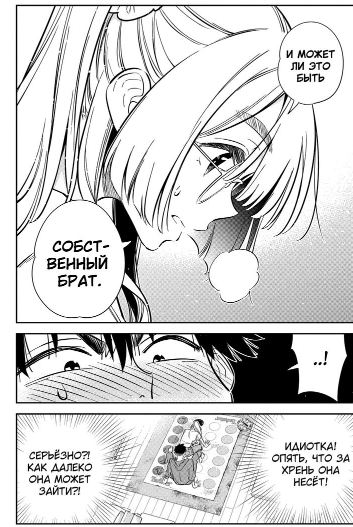 И МОЖЕТ
ЛИ ЭТО
БЫТЬ
СОБСТ-
ВЕННЫЙ
БРАТ.
..!
СЕРЬЁЗНО?!
КАК ДАЛЕКО
ОНА МОЖЕТ
ЗАЙТИ?!
ИДИОТКА!
ОПЯТЬ, ЧТО ЗА
ХРЕНЬ ОНА
НЕСЁТ!